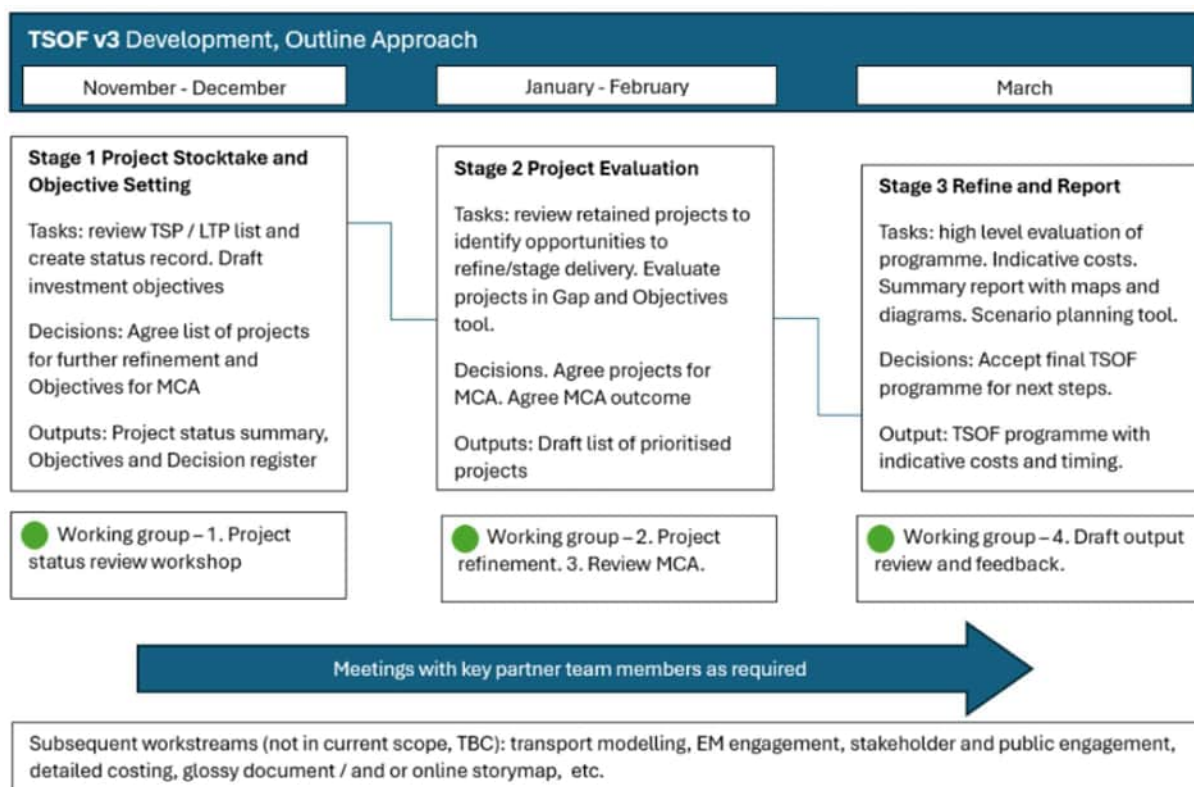 TSOF v3 Development, Outline Approach
November - December
January - February
March
Stage 1 Project Stocktake and
Objective Setting
Tasks: review TSP / LTP list and
create status record. Draft
investment objectives
Decisions: Agree list of projects
for further refinement and
Objectives for MCA
Outputs: Project status summary,
Objectives and Decision register
Stage 2 Project Evaluation
Tasks: review retained projects to
identify opportunities to
refine/stage delivery. Evaluate
projects in Gap and Objectives
tool.
Decisions. Agree projects for
MCA. Agree MCA outcome
Outputs: Draft list of prioritised
projects
Stage 3 Refine and Report
Tasks: high level evaluation of
programme. Indicative costs.
Summary report with maps and
diagrams. Scenario planning tool.
Decisions: Accept final TSOF
programme for next steps.
Output: TSOF programme with
indicative costs and timing.
Working group – 1. Project
status review workshop
Working group – 2. Project
refinement. 3. Review MCA.
Working group – 4. Draft output
review and feedback.
Meetings with key partner team members as required
Subsequent workstreams (not in current scope, TBC): transport modelling, EM engagement, stakeholder and public engagement,
detailed costing, glossy document / and or online storymap, etc.